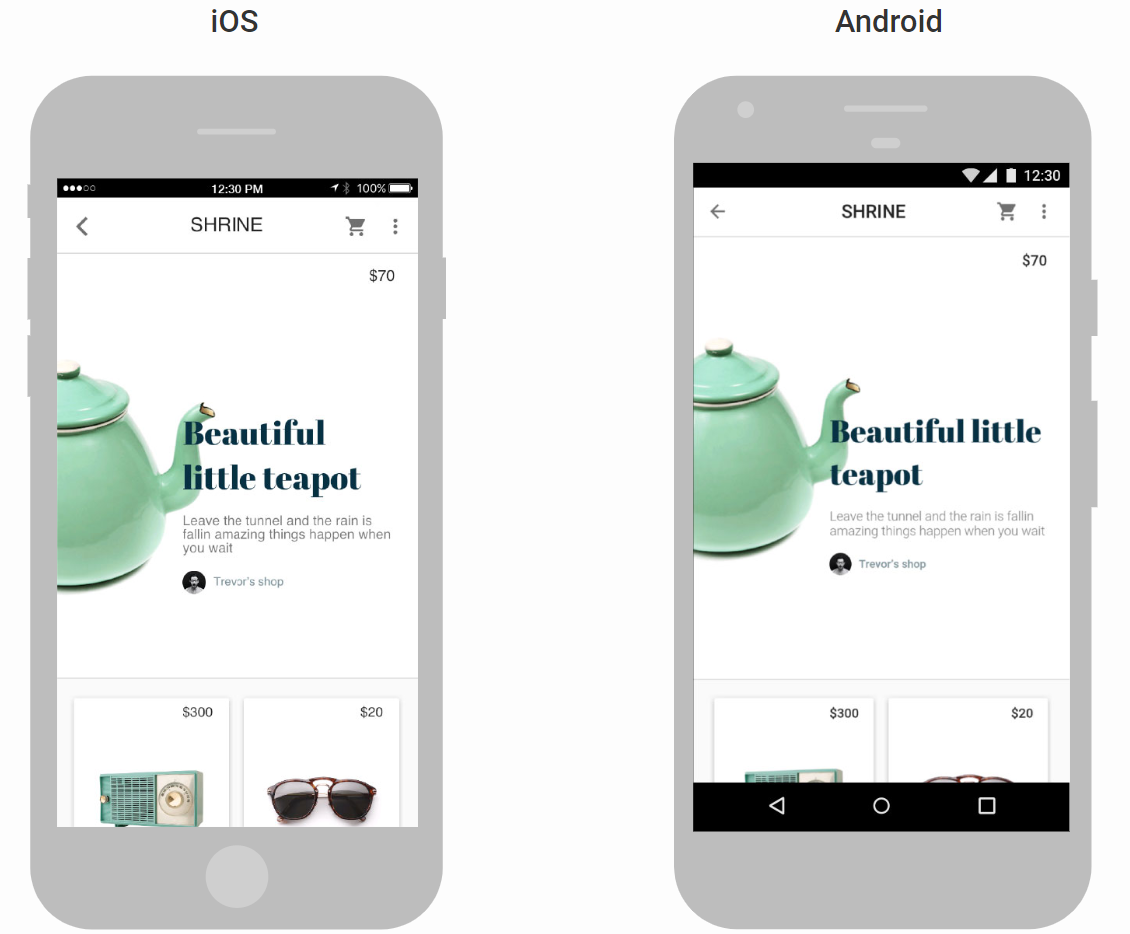 iOS
12:30 PM
100%
SHRINE
$70
Beautiful
little teapot
Leave the tunnel and the rain is
fallin amazing things happen when
you wait
Trevor's shop
$300
$20
Android
12:30
SHRINE
$70
Beautiful little
teapot
Leave the tunnel and the rain is fallin
amazing things happen when you wait
Trevor's shop
$300
$20